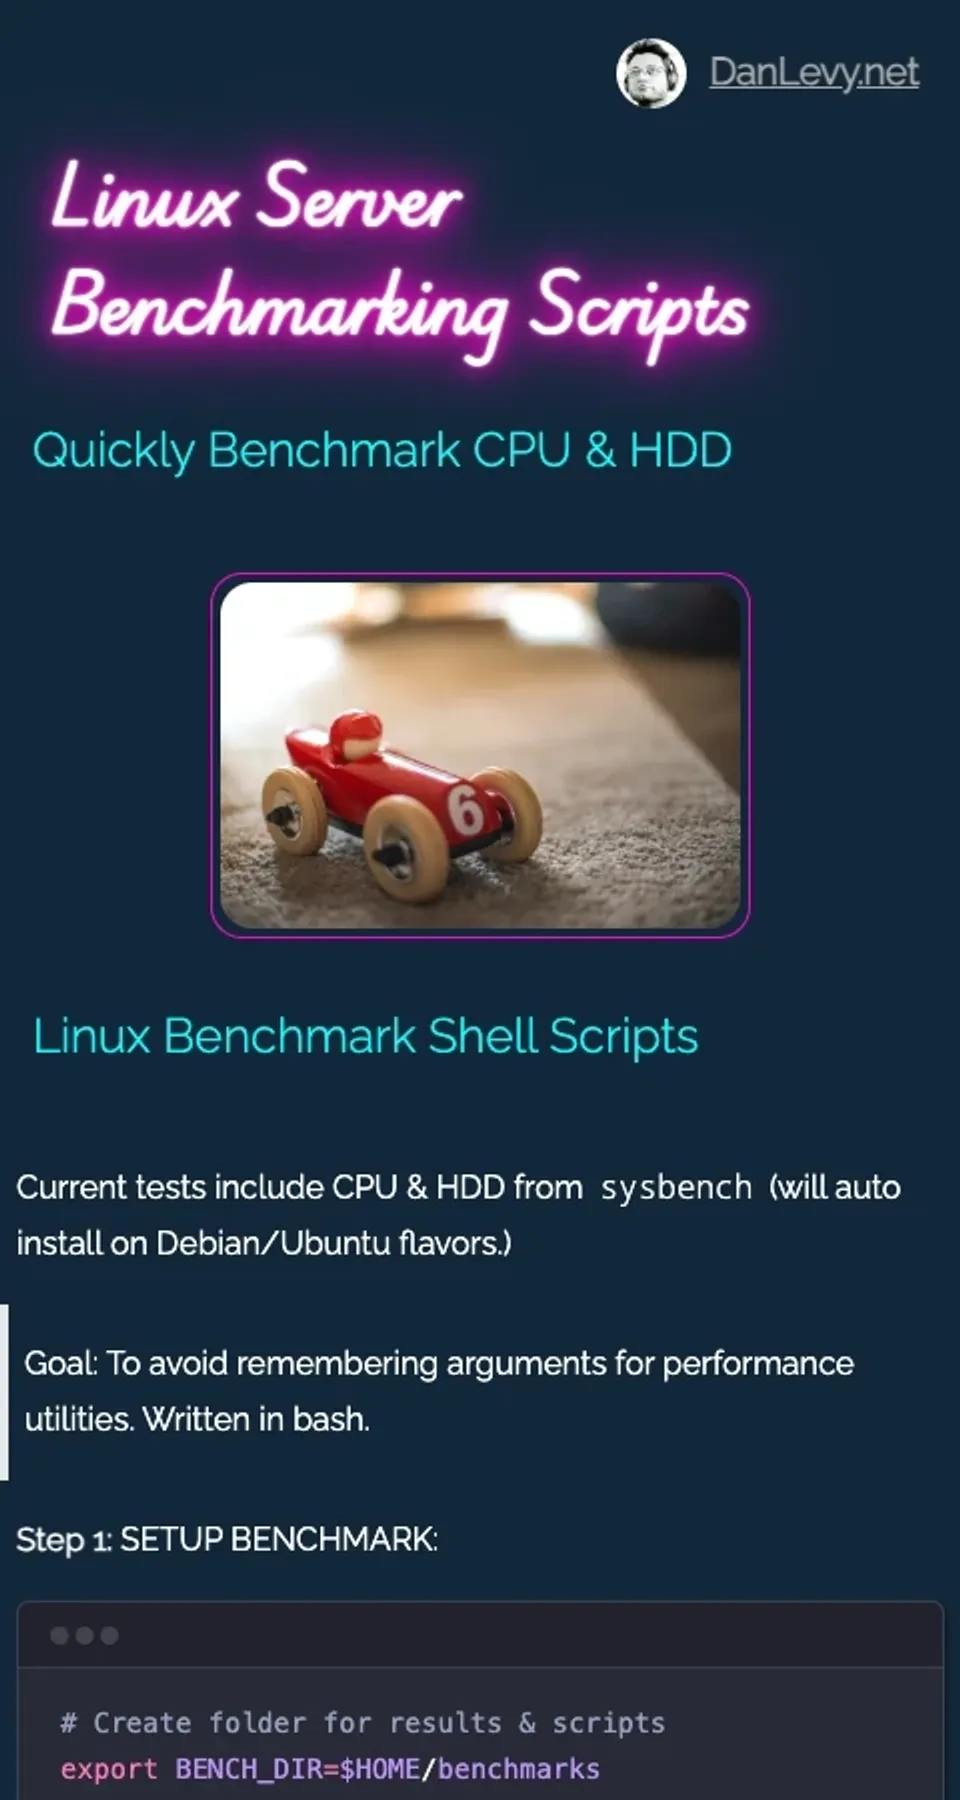 DanLevy.net
Linux Server
Benchmarking Scripts
Quickly Benchmark CPU & HDD
6
Linux Benchmark Shell Scripts
Current tests include CPU & HDD from sysbench (will auto
install on Debian/Ubuntu flavors.)
Goal: To avoid remembering arguments for performance
utilities. Written in bash.
Step 1: SETUP BENCHMARK:
# Create folder for results & scripts
export BENCH_DIR=$HOME/benchmarks